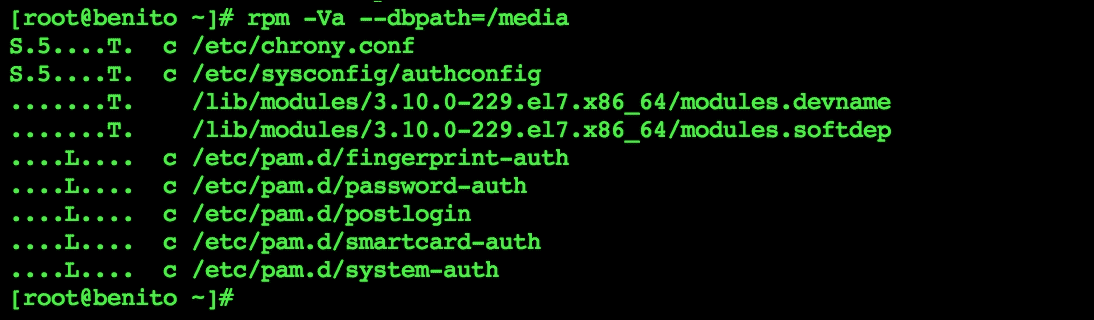 [root@benito ~]# rpm -Va --dbpath=/media
S.5....T.  c /etc/chrony.conf
S.5....T.  c /etc/sysconfig/authconfig
.......T.    /lib/modules/3.10.0-229.el7.x86_64/modules.devname
.......T.    /lib/modules/3.10.0-229.el7.x86_64/modules.softdep
....L....  c /etc/pam.d/fingerprint-auth
....L....  c /etc/pam.d/password-auth
....L....  c /etc/pam.d/postlogin
....L....  c /etc/pam.d/smartcard-auth
....L....  c /etc/pam.d/system-auth
[root@benito ~]#